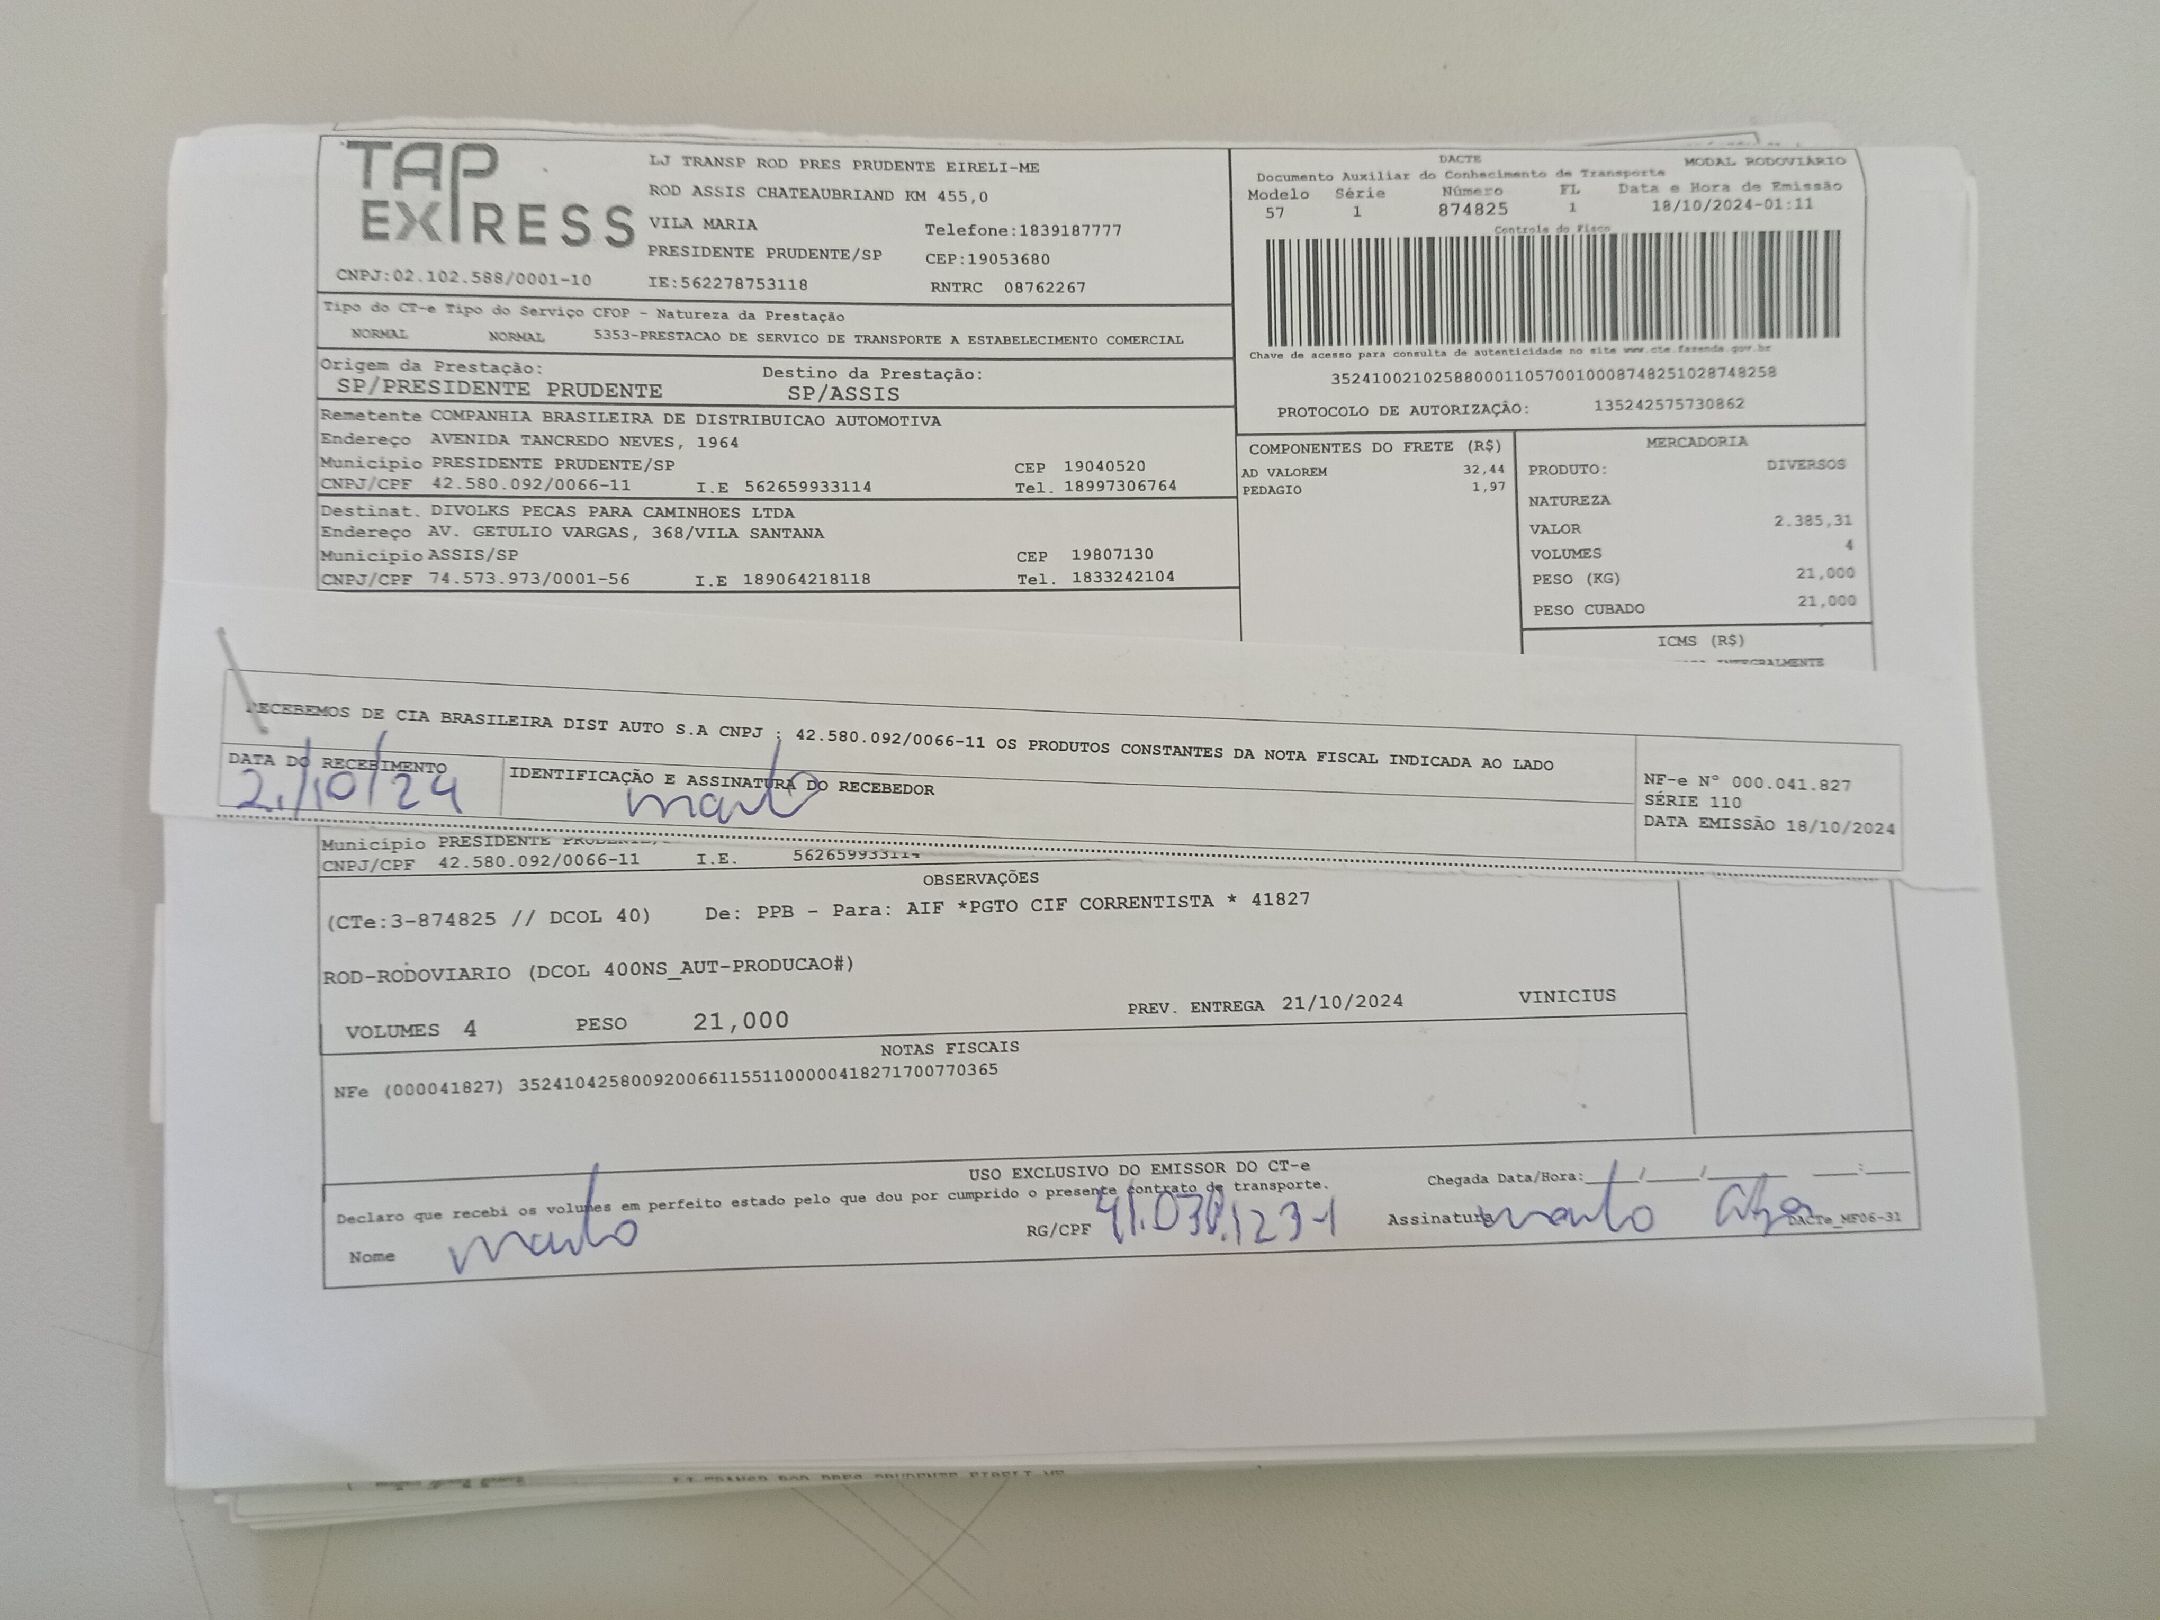 TAP
EXPRESS
CNPJ:02.102.588/0001-10
LJ TRANSP ROD PRES PRUDENTE EIRELI-ME
ROD ASSIS CHATEAUBRIAND KM 455,0
VILA MARIA Telefone:1839187777
PRESIDENTE PRUDENTE/SP CEP:19053680
IE:562278753118 RNTRC 08762267
DACTE MODAL RODOVIÁRIO
Documento Auxiliar do Conhecimento de Transporte
Modelo Série Número FL Data e Hora de Emissão
57 1 874825 1 18/10/2024-01:11
Controle do Fisco
Chave de acesso para consulta de autenticidade no site www.cte.fazenda.gov.br
35241002102588000110570010008748251028748258
PROTOCOLO DE AUTORIZAÇÃO: 135242575730862
Tipo do CT-e Tipo do Serviço CFOP - Natureza da Prestação
NORMAL NORMAL 5353-PRESTACAO DE SERVICO DE TRANSPORTE A ESTABELECIMENTO COMERCIAL
Origem da Prestação: Destino da Prestação:
SP/PRESIDENTE PRUDENTE SP/ASSIS
Remetente COMPANHIA BRASILEIRA DE DISTRIBUICAO AUTOMOTIVA
Endereço AVENIDA TANCREDO NEVES, 1964
Município PRESIDENTE PRUDENTE/SP CEP 19040520
CNPJ/CPF 42.580.092/0066-11 I.E 562659933114 Tel. 18997306764
Destinat. DIVOLKS PECAS PARA CAMINHOES LTDA
Endereço AV. GETULIO VARGAS, 368/VILA SANTANA
Município ASSIS/SP CEP 19807130
CNPJ/CPF 74.573.973/0001-56 I.E 189064218118 Tel. 1833242104
COMPONENTES DO FRETE (R$)
AD VALOREM 32,44
PEDAGIO 1,97
MERCADORIA
PRODUTO: DIVERSOS
NATUREZA
VALOR 2.385,31
VOLUMES 4
PESO (KG) 21,000
PESO CUBADO 21,000
ICMS (R$)
INTEGRALMENTE
RECEBEMOS DE CIA BRASILEIRA DIST AUTO S.A CNPJ : 42.580.092/0066-11 OS PRODUTOS CONSTANTES DA NOTA FISCAL INDICADA AO LADO
DATA DO RECEBIMENTO IDENTIFICAÇÃO E ASSINATURA DO RECEBEDOR
/10/24
NF-e Nº 000.041.827
SÉRIE 110
DATA EMISSÃO 18/10/2024
Município PRESIDENTE PRUDENTE
CNPJ/CPF 42.580.092/0066-11 I.E. 562659933114
OBSERVAÇÕES
(CTe:3-874825 // DCOL 40) De: PPB - Para: AIF *PGTO CIF CORRENTISTA * 41827
ROD-RODOVIARIO (DCOL 400NS_AUT-PRODUCAO#)
VOLUMES 4 PESO 21,000 PREV. ENTREGA 21/10/2024 VINICIUS
NOTAS FISCAIS
NFe (000041827) 35241042580092006611551100000418271700770365
USO EXCLUSIVO DO EMISSOR DO CT-e
Declaro que recebi os volumes em perfeito estado pelo que dou por cumprido o presente contrato de transporte.
Chegada Data/Hora:____/____/____ ____:____
Nome RG/CPF Assinatura
DACTe_MF06-31